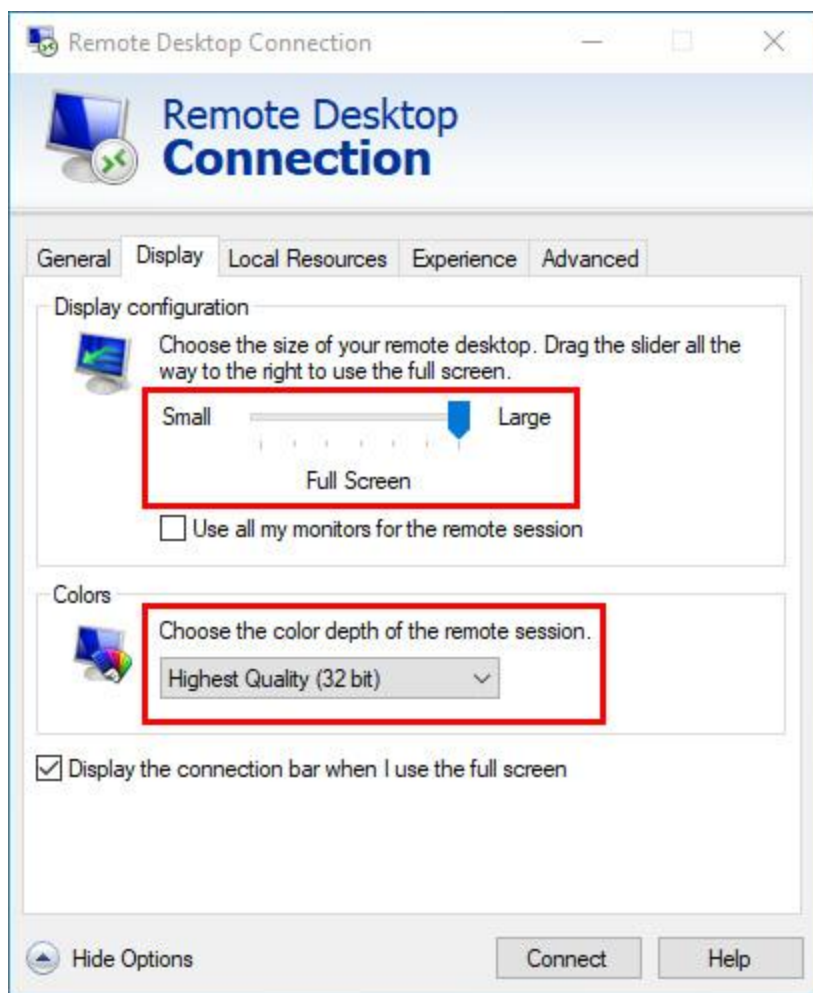 Remote Desktop Connection
Remote Desktop
Connection
General Display Local Resources Experience Advanced
Display configuration
Choose the size of your remote desktop. Drag the slider all the
way to the right to use the full screen.
Small Large
Full Screen
Use all my monitors for the remote session
Colors
Choose the color depth of the remote session.
Highest Quality (32 bit)
Display the connection bar when I use the full screen
Hide Options Connect Help